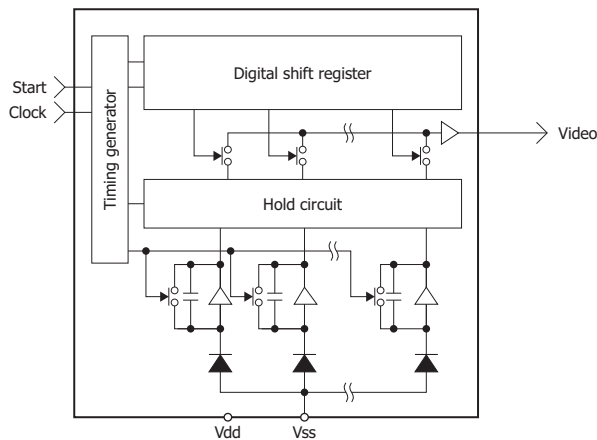 Start
Clock
Timing generator
Digital shift register
Video
Hold circuit
Vdd
Vss